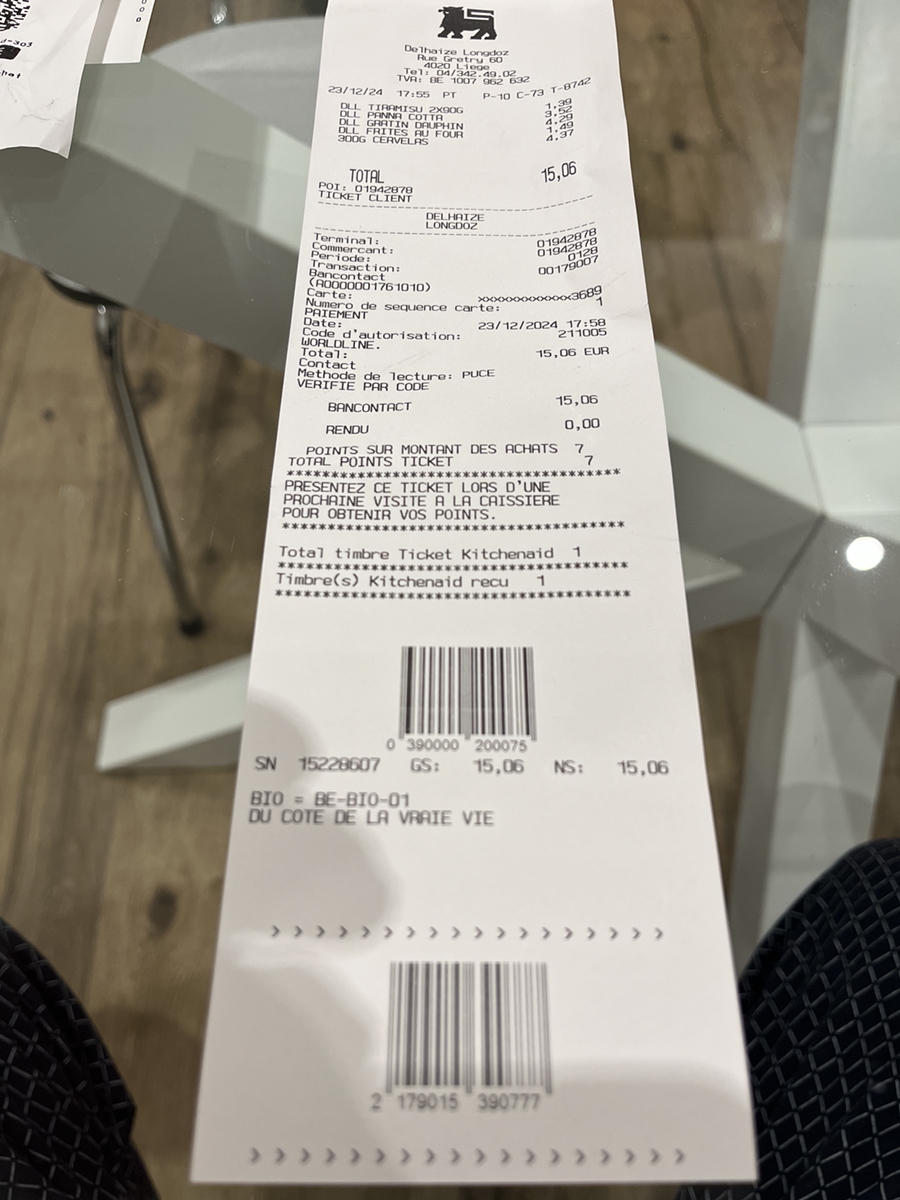 Delhaize Longdoz
Rue Gretry 60
4020 Liege
Tel: 04/342.49.02
TVA: BE 1007 962 632
23/12/24 17:55 PT P-10 C-73 T-8742
DLL TIRAMISU 2X90G 1,39
DLL PANNA COTTA 3,52
DLL GRATIN DAUPHIN 4,29
DLL FRITES AU FOUR 1,49
300G CERVELAS 4,37
TOTAL 15,06
POI: 01942878
TICKET CLIENT
DELHAIZE
LONGDOZ
Terminal: 01942878
Commercant: 01942878
Periode: 0128
Transaction: 00179007
Bancontact
(A0000001761010)
Carte: xxxxxxxxxxxxx3689
Numero de sequence carte: 1
PAIEMENT
Date: 23/12/2024 17:58
Code d'autorisation: 211005
WORLDLINE.
Total: 15,06 EUR
Contact
Methode de lecture: PUCE
VERIFIE PAR CODE
BANCONTACT 15,06
RENDU 0,00
POINTS SUR MONTANT DES ACHATS 7
TOTAL POINTS TICKET 7
****************************************
PRESENTEZ CE TICKET LORS D'UNE
PROCHAINE VISITE A LA CAISSIERE
POUR OBTENIR VOS POINTS.
****************************************
Total timbre Ticket Kitchenaid 1
****************************************
Timbre(s) Kitchenaid recu 1
****************************************
0 390000 200075
SN 15228607 GS: 15,06 NS: 15,06
BIO = BE-BIO-01
DU COTE DE LA VRAIE VIE
> > > > > > > > > > > > > > > > > >
2 179015 390777
> > > > > > > > > > > > > > > > > > >